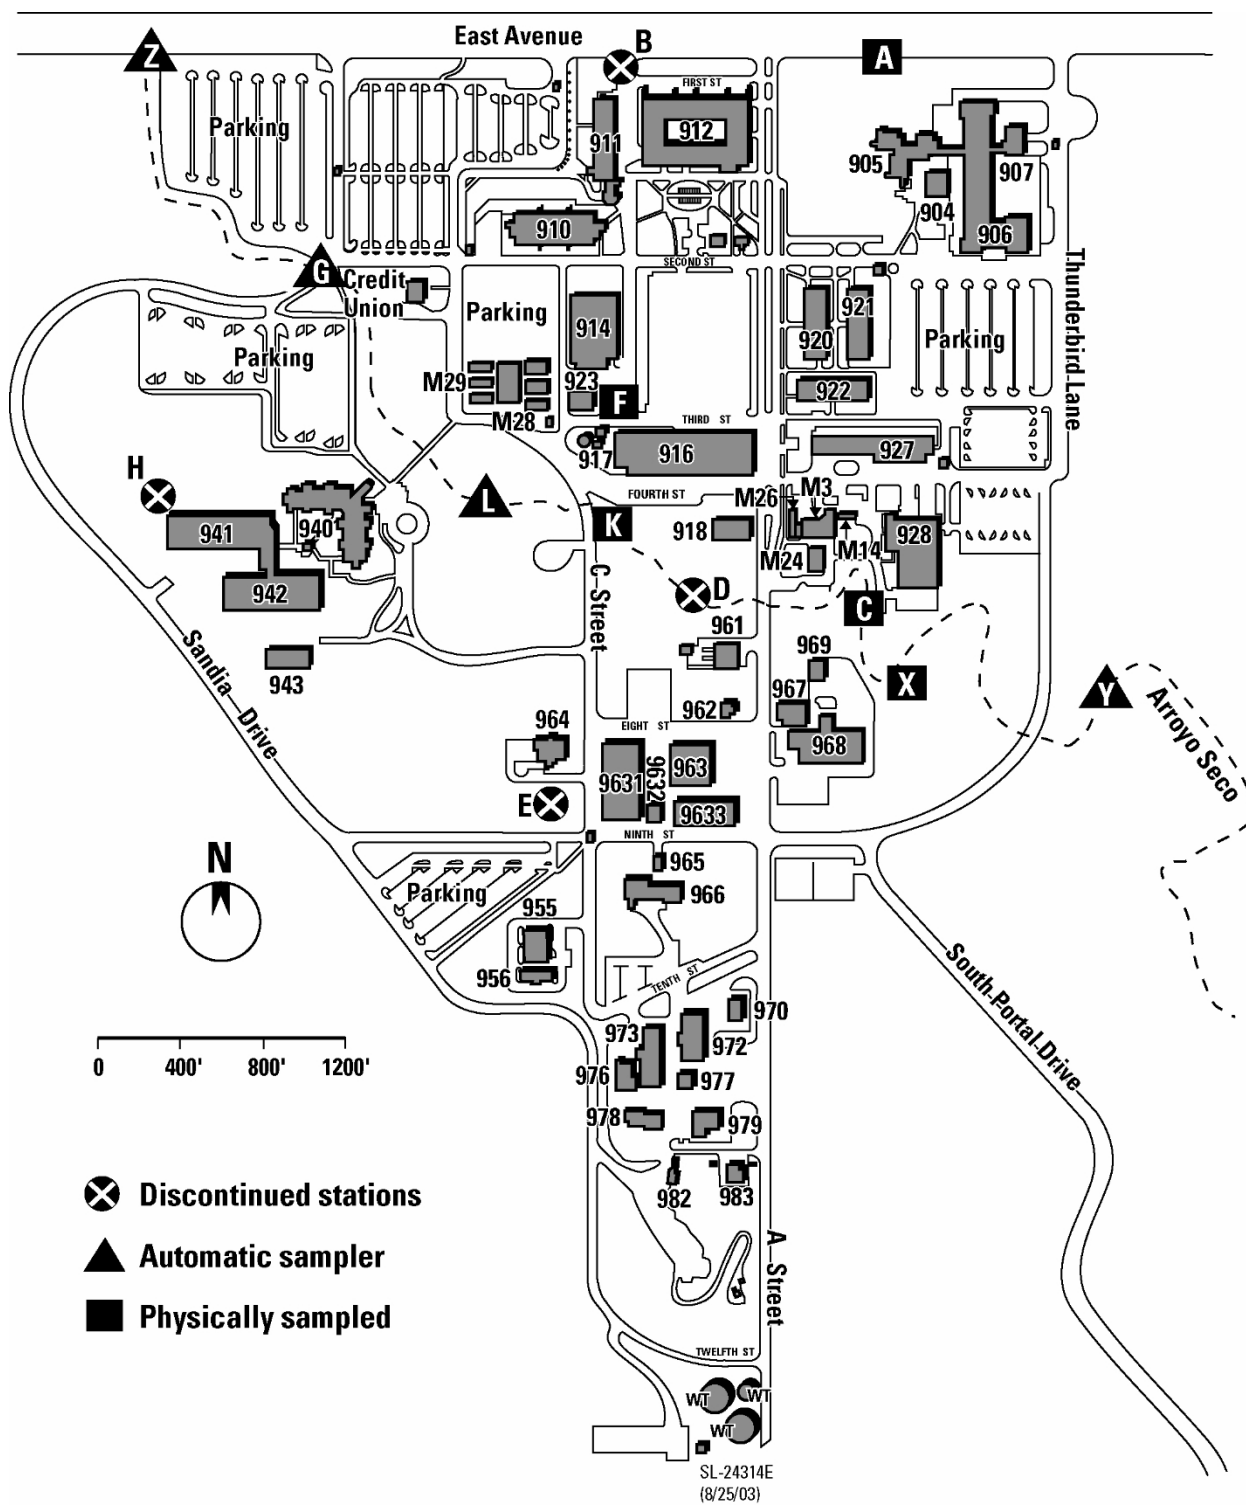 East Avenue
B
A
Z
FIRST ST
Parking
911
912
905
907
904
906
910
SECOND ST
G
Credit
Union
Parking
914
920
921
Parking
Thunderbird Lane
Parking
M29
923
F
922
M28
THIRD ST
917
916
927
H
L
FOURTH ST
M26
M3
K
918
941
940
928
M24
M14
942
D
C
C Street
961
943
969
X
Y
Arroyo Seco
Sandia Drive
962
967
964
EIGHT ST
968
9631
9632
963
E
9633
NINTH ST
N
965
Parking
966
955
956
TENTH ST
South Portal Drive
970
973
972
0 400' 800' 1200'
976
977
978
979
982
983
Discontinued stations
Automatic sampler
Physically sampled
A Street
TWELFTH ST
WT
WT
WT
SL-24314E
(8/25/03)